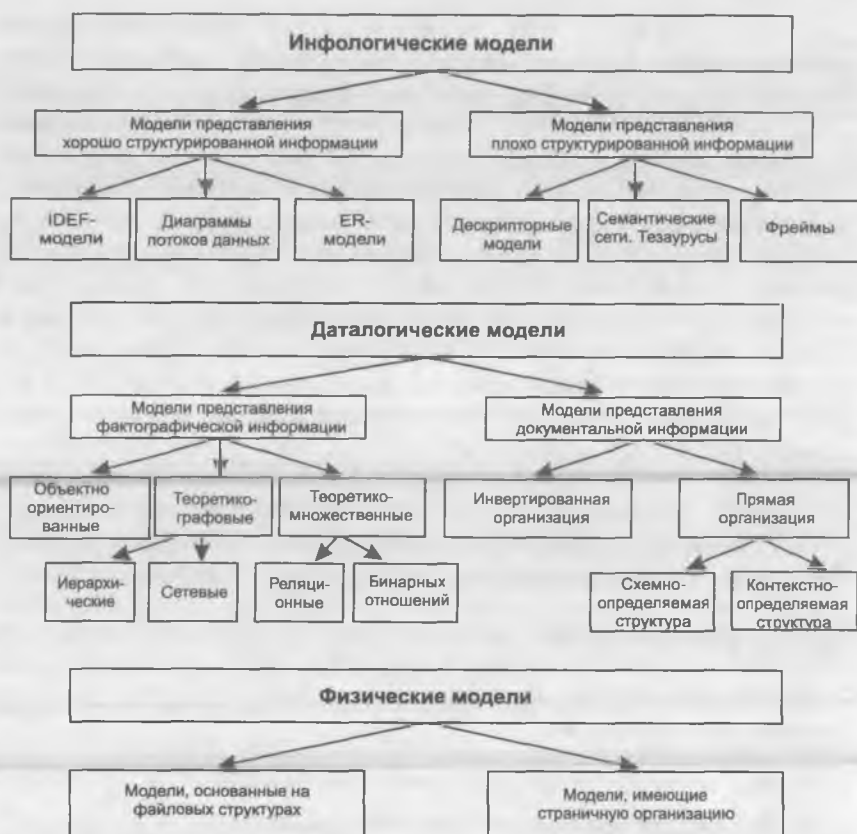 Инфологические модели
Модели представления
хорошо структурированной информации
Модели представления
плохо структурированной информации
IDEF-
модели
Диаграммы
потоков данных
ER-
модели
Дескрипторные
модели
Семантические
сети. Тезаурусы
Фреймы
Даталогические модели
Модели представления
фактографической информации
Модели представления
документальной информации
Объектно
ориентиро-
ванные
Теоретико-
графовые
Теоретико-
множественные
Инвертированная
организация
Прямая
организация
Иерархи-
ческие
Сетевые
Реляци-
онные
Бинарных
отношений
Схемно-
определяемая
структура
Контекстно-
определяемая
структура
Физические модели
Модели, основанные на
файловых структурах
Модели, имеющие
страничную организацию